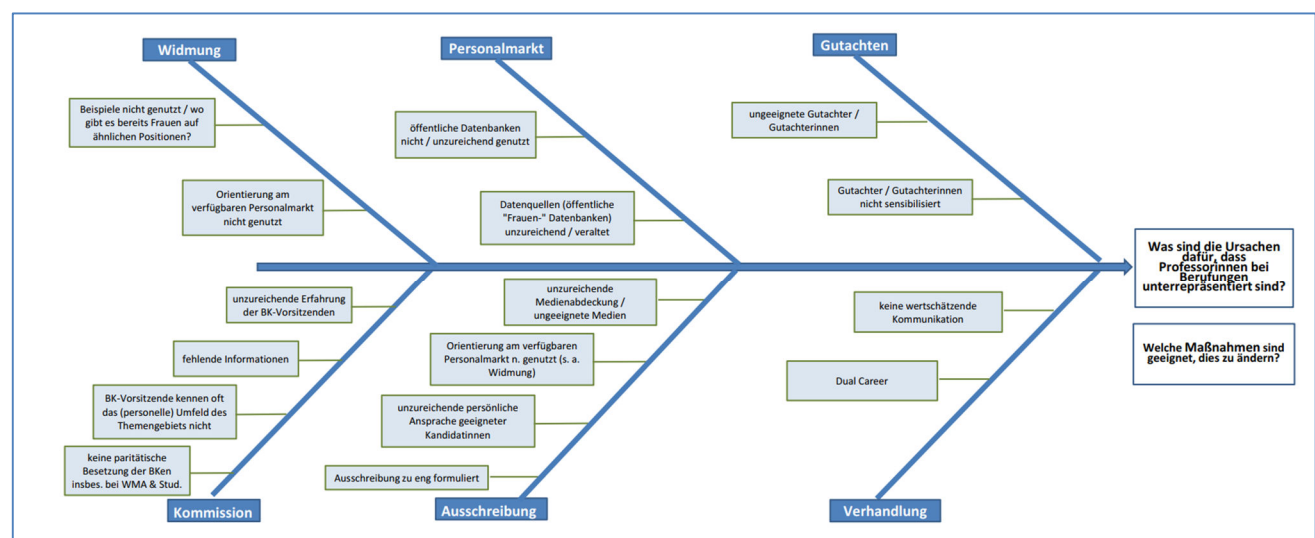 Widmung
Personalmarkt
Gutachten
Beispiele nicht genutzt / wo
gibt es bereits Frauen auf
ähnlichen Positionen?
Orientierung am
verfügbaren Personalmarkt
nicht genutzt
öffentliche Datenbanken
nicht / unzureichend genutzt
Datenquellen (öffentliche
"Frauen-" Datenbanken)
unzureichend / veraltet
ungeeignete Gutachter /
Gutachterinnen
Gutachter / Gutachterinnen
nicht sensibilisiert
Was sind die Ursachen
dafür, dass
Professorinnen bei
Berufungen
unterrepräsentiert sind?
Welche Maßnahmen sind
geeignet, dies zu ändern?
unzureichende Erfahrung
der BK-Vorsitzenden
fehlende Informationen
BK-Vorsitzende kennen oft
das (personelle) Umfeld des
Themengebiets nicht
keine paritätische
Besetzung der BKen
insbes. bei WMA & Stud.
unzureichende
Medienabdeckung /
ungeeignete Medien
Orientierung am verfügbaren
Personalmarkt n. genutzt (s. a.
Widmung)
unzureichende persönliche
Ansprache geeigneter
Kandidatinnen
Ausschreibung zu eng formuliert
keine wertschätzende
Kommunikation
Dual Career
Kommission
Ausschreibung
Verhandlung